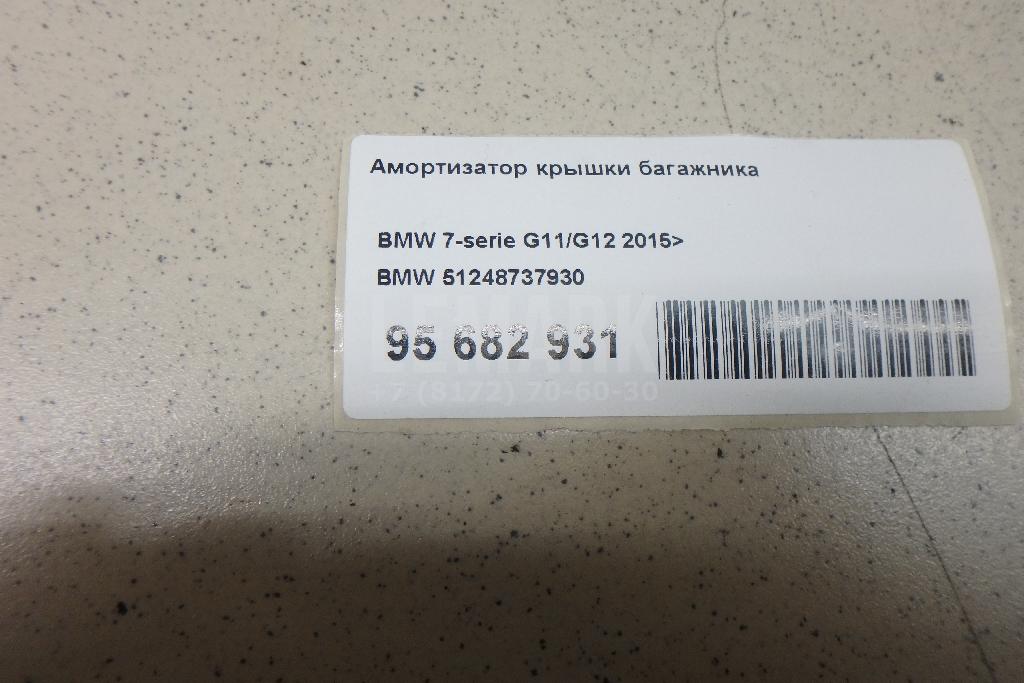 Амортизатор крышки багажника
BMW 7-serie G11/G12 2015>
BMW 51248737930
LEMARK
95 682 931
+7 (8172) 70-60-30